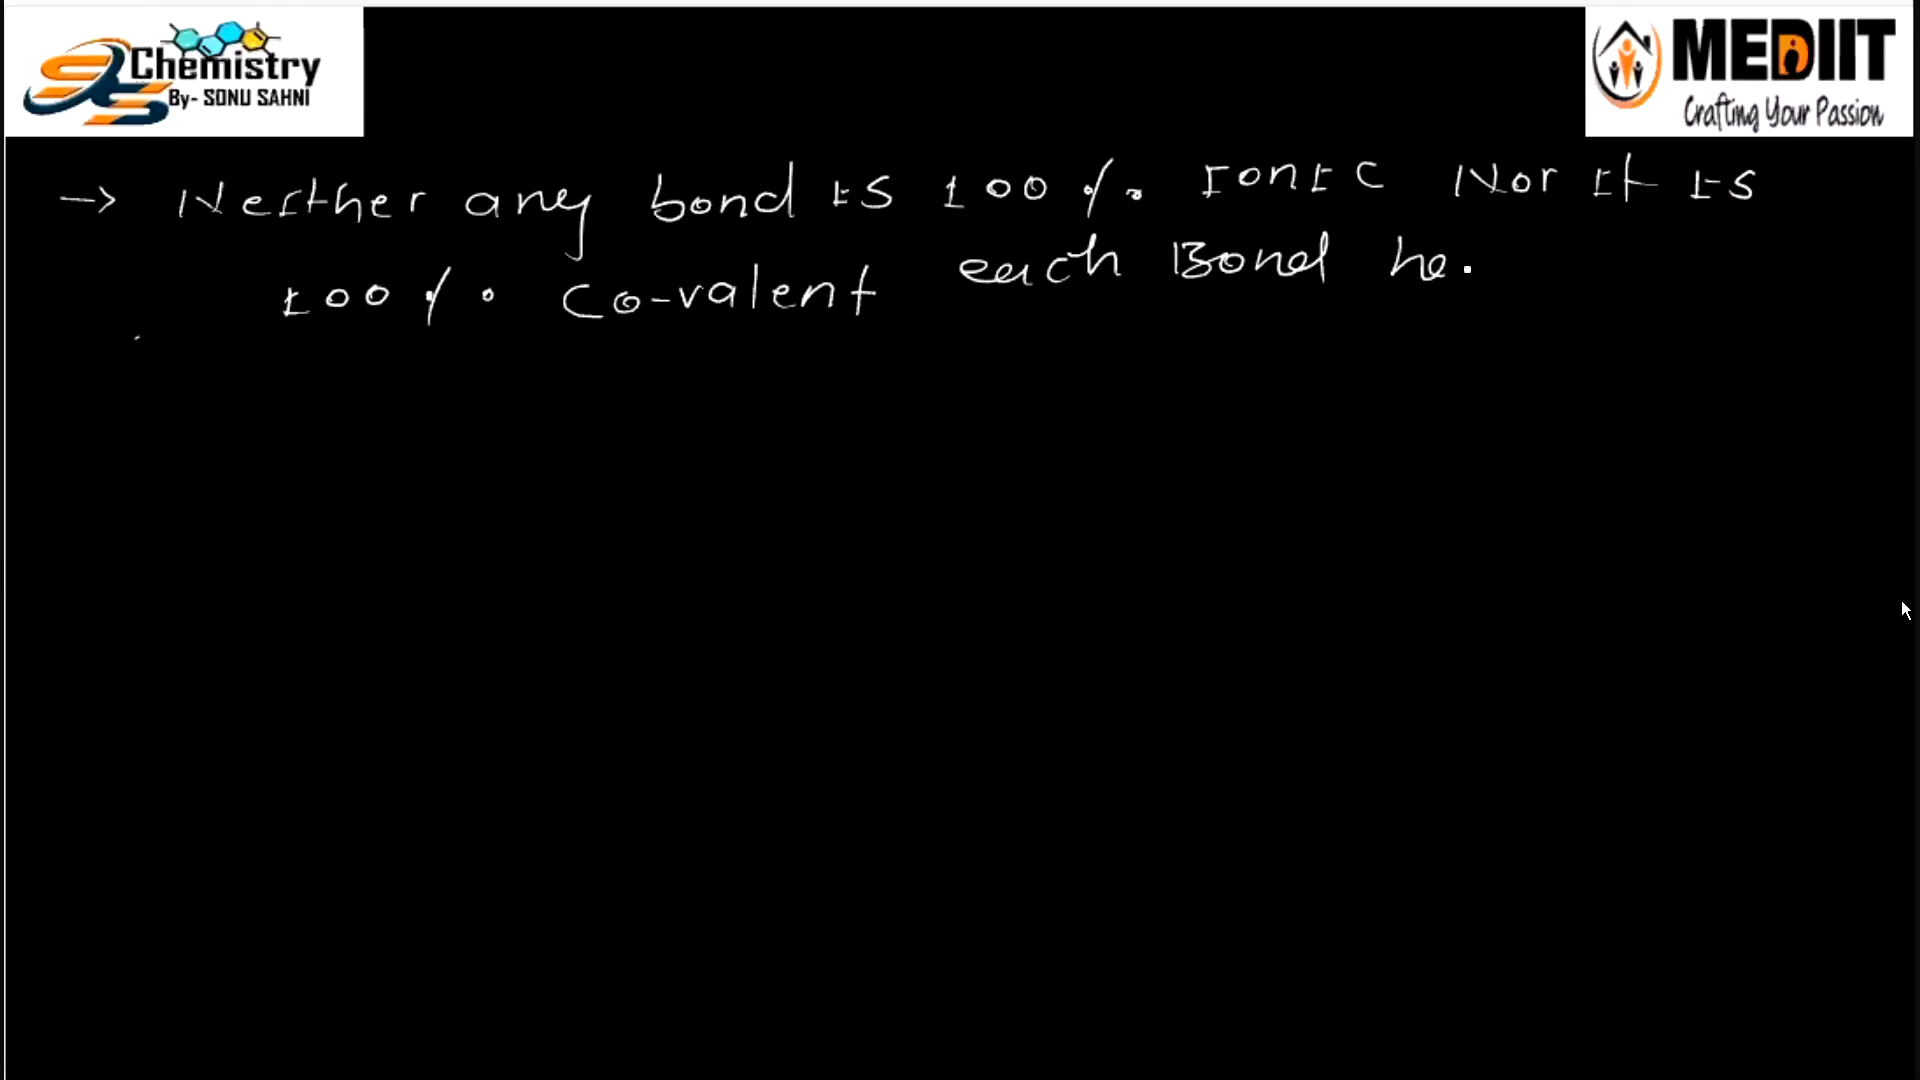 Chemistry
By- SONU SAHNI
MEDIIT
Crafting Your Passion
→ Neither any bond is 100 %. Ionic Nor it is
100 %. Co-valent each Bond ha